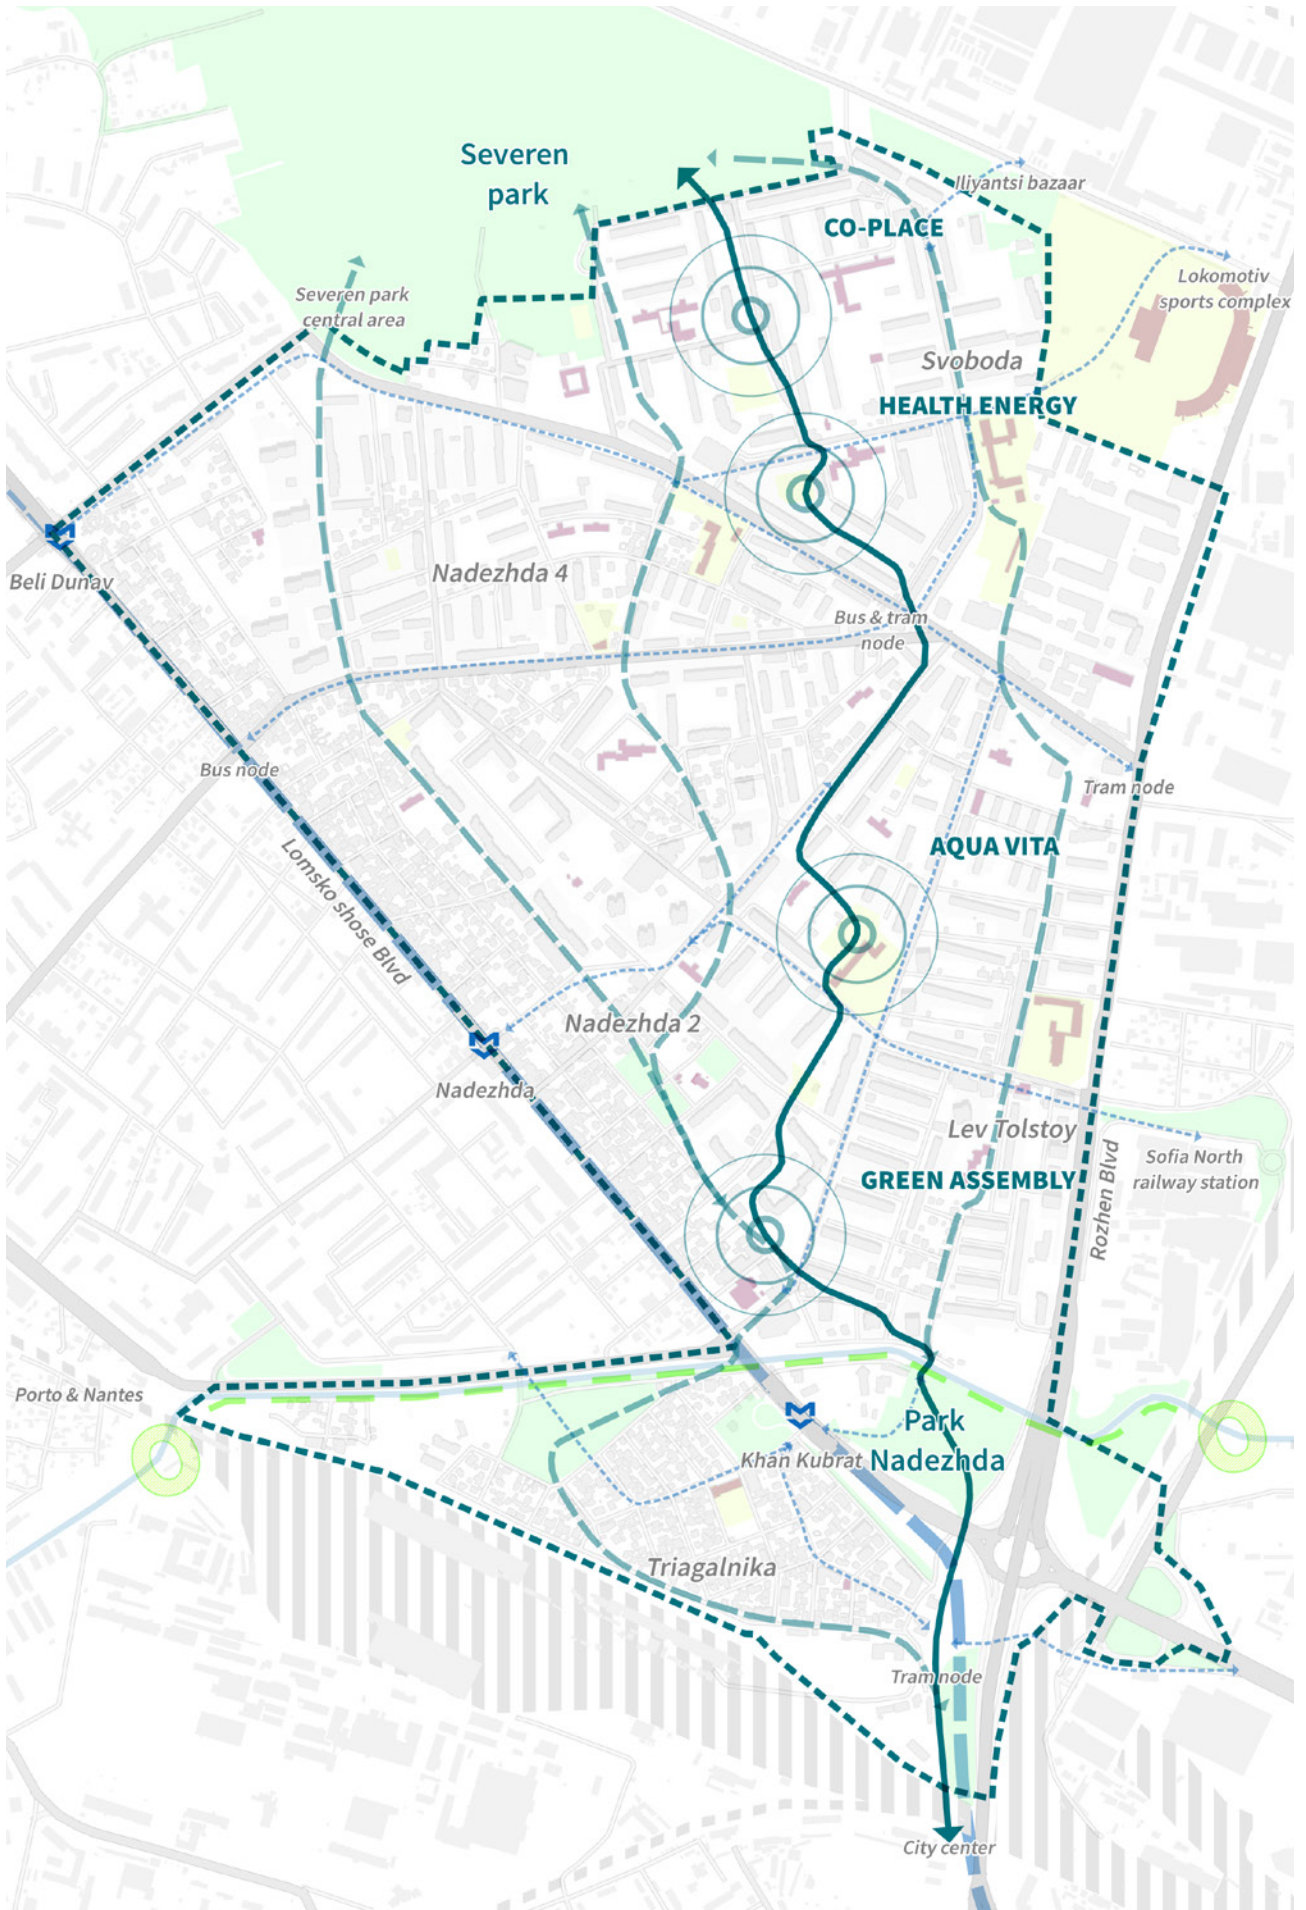 Severen
park
Iliyantsi bazaar
CO-PLACE
Lokomotiv
sports complex
Severen park
central area
Svoboda
HEALTH ENERGY
Beli Dunav
Nadezhda 4
Bus & tram
node
Bus node
Tram node
AQUA VITA
Lomsko shose Blvd
Nadezhda 2
Nadezhda
Lev Tolstoy
Sofia North
railway station
GREEN ASSEMBLY
Rozhen Blvd
Porto & Nantes
Park
Nadezhda
Khan Kubrat
Triagalnika
Tram node
City center